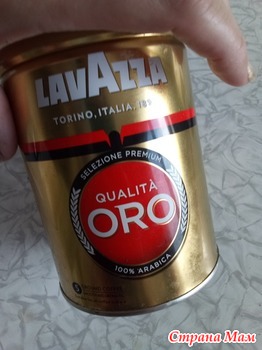 LAVAZZA
TORINO, ITALIA, 189
SELEZIONE PREMIUM
QUALITÀ
ORO
100% ARABICA
Страна Мам